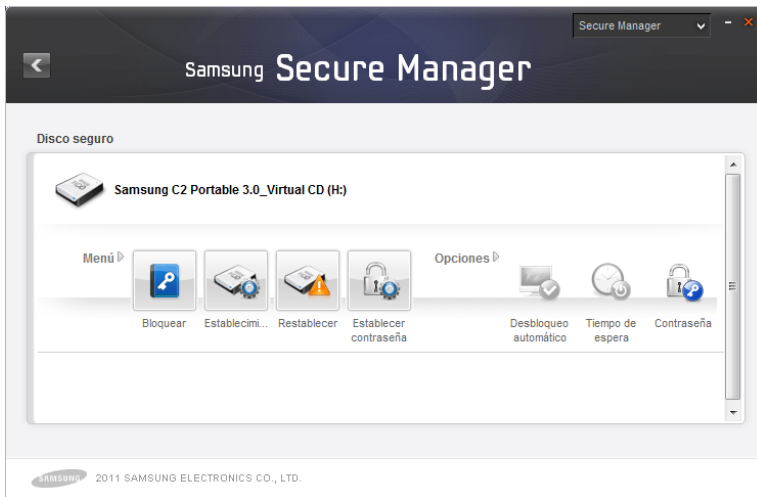 Secure Manager
Samsung Secure Manager
Disco seguro
Samsung C2 Portable 3.0_Virtual CD (H:)
Menú
Opciones
Bloquear
Establecimi...
Restablecer
Establecer
contraseña
Desbloqueo
automático
Tiempo de
espera
Contraseña
SAMSUNG 2011 SAMSUNG ELECTRONICS CO., LTD.